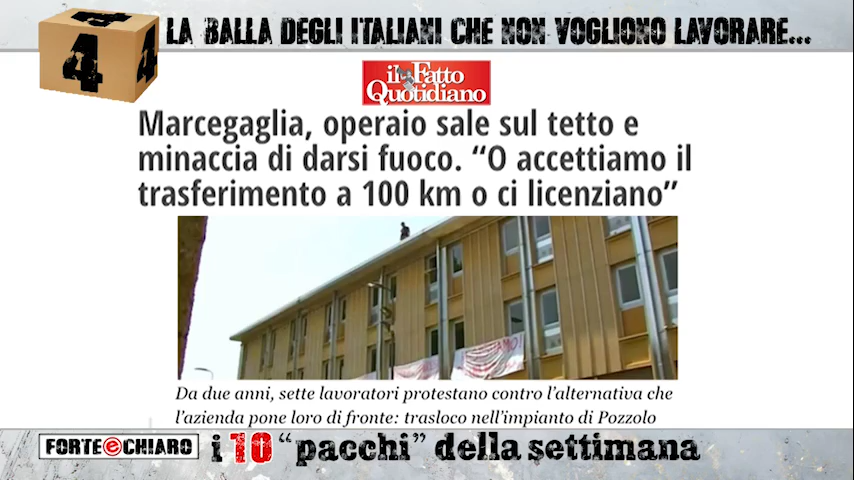 4
4
4
LA BALLA DEGLI ITALIANI CHE NON VOGLIONO LAVORARE...
il Fatto
Quotidiano
Marcegaglia, operaio sale sul tetto e
minaccia di darsi fuoco. “O accettiamo il
trasferimento a 100 km o ci licenziano”
Da due anni, sette lavoratori protestano contro l’alternativa che
l’azienda pone loro di fronte: trasloco nell’impianto di Pozzolo
FORTE e CHIARO i 10 “pacchi” della settimana